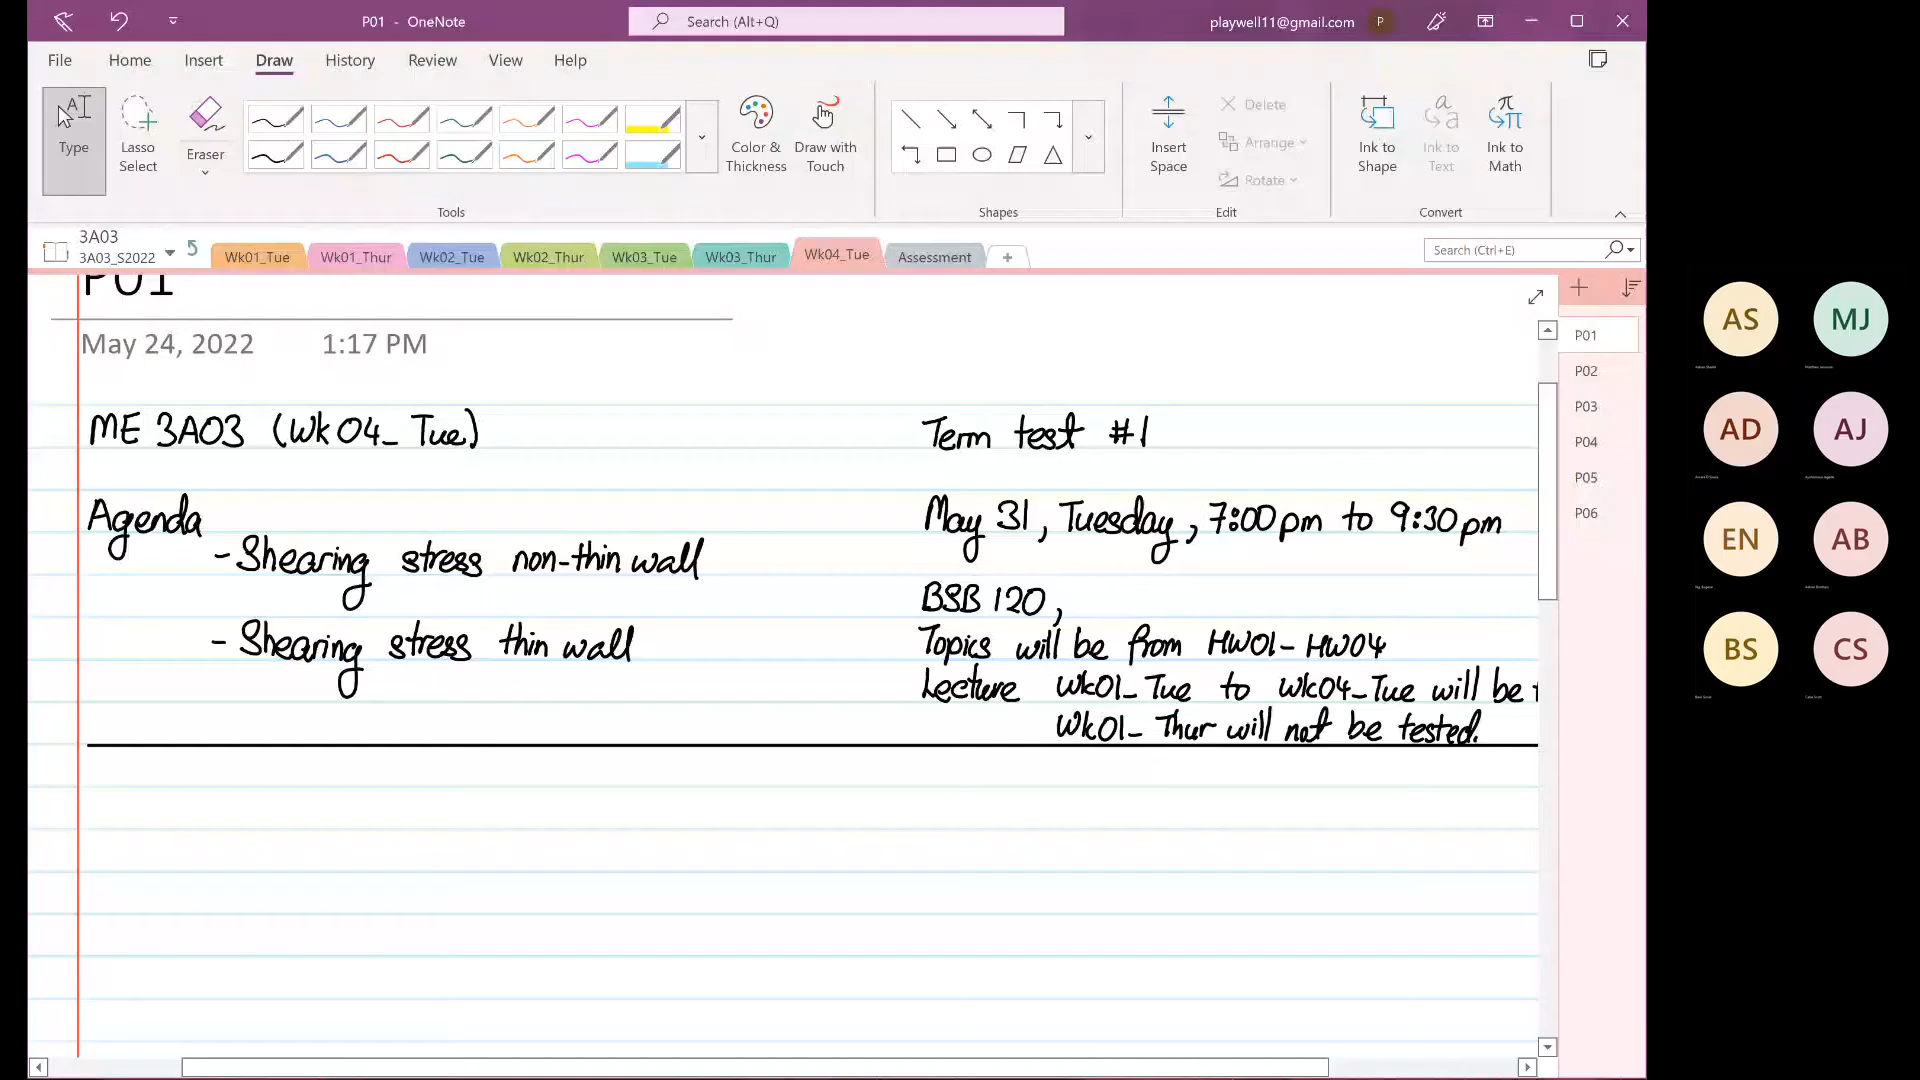 P01 - OneNote
Search (Alt+Q)
playwell11@gmail.com
P
File
Home
Insert
Draw
History
Review
View
Help
Type
Lasso Select
Eraser
Color & Thickness
Draw with Touch
Insert Space
Delete
Arrange
Rotate
Ink to Shape
Ink to Text
Ink to Math
Tools
Shapes
Edit
Convert
3A03
3A03_S2022
Wk01_Tue
Wk01_Thur
Wk02_Tue
Wk02_Thur
Wk03_Tue
Wk03_Thur
Wk04_Tue
Assessment
Search (Ctrl+E)
P01
May 24, 2022 1:17 PM
ME 3A03 (Wk04_Tue)
Agenda
- Shearing stress non-thin wall
- Shearing stress thin wall
Term test #1
May 31, Tuesday, 7:00pm to 9:30pm
BSB 120,
Topics will be from HW01-HW04
Lecture Wk01_Tue to Wk04_Tue will be
Wk01_Thur will not be tested.
P01
P02
P03
P04
P05
P06
AS
MJ
AD
AJ
EN
AB
BS
CS